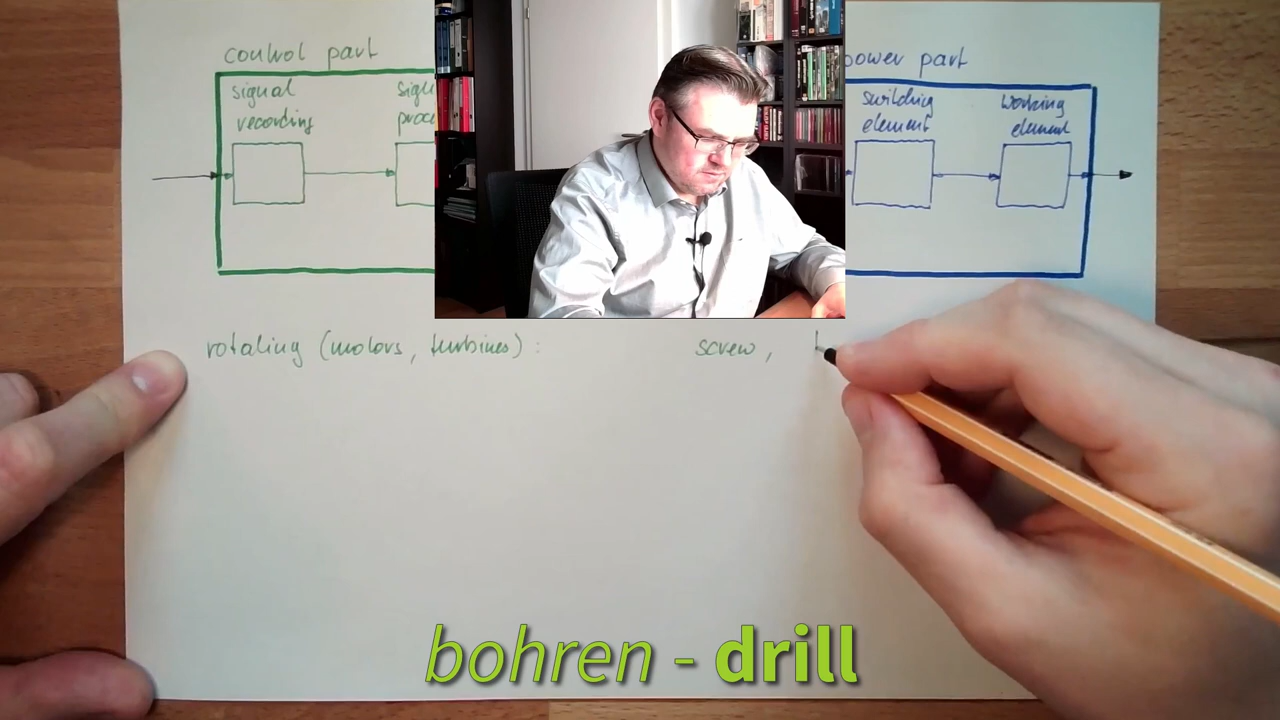 control part
power part
signal
recording
switching
element
working
element
rotating (motors, turbines) :
screw,
bohren - drill